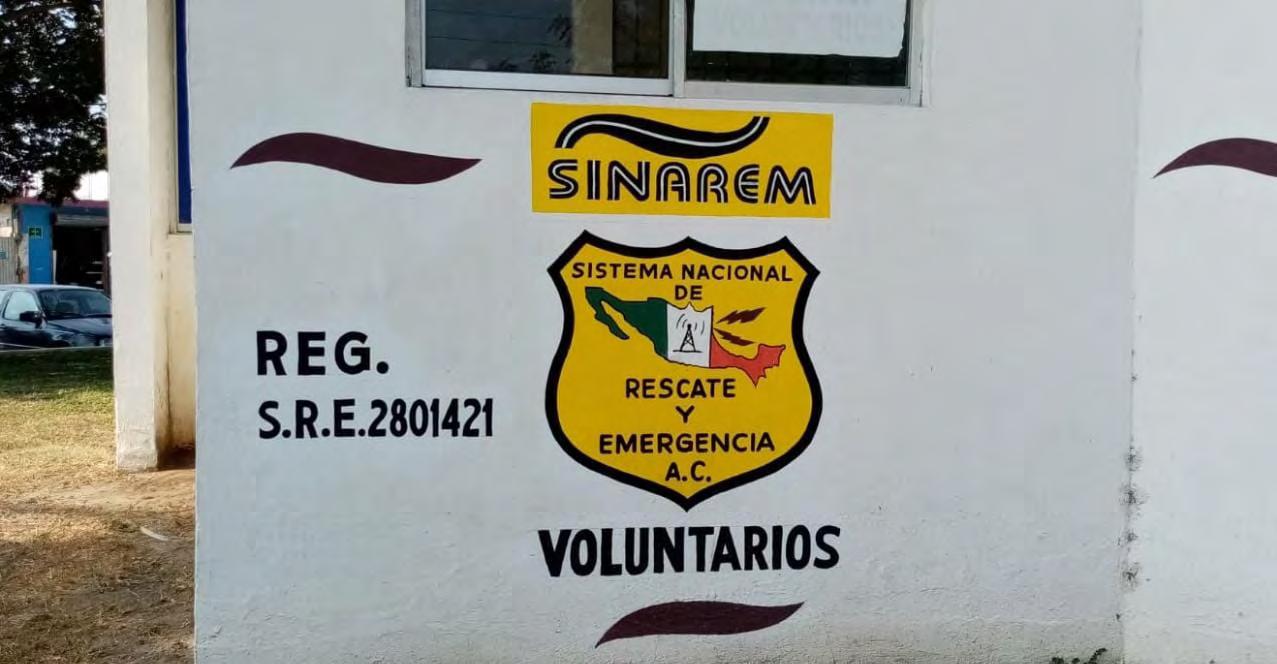 SINAREM
SISTEMA NACIONAL
DE
RESCATE
Y
EMERGENCIA
A.C.
REG.
S.R.E.2801421
VOLUNTARIOS